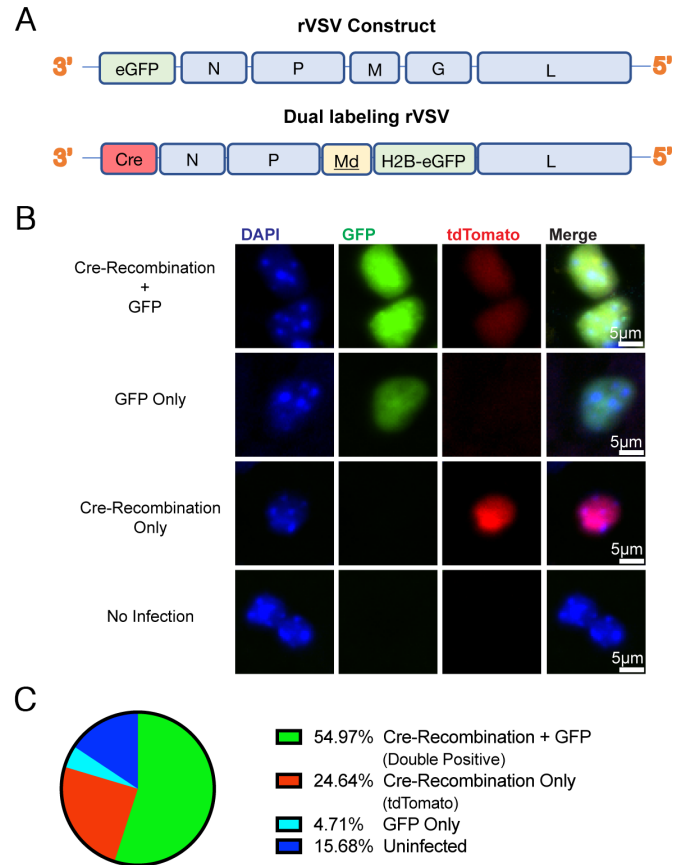 A
rVSV Construct
3' eGFP N P M G L 5'
Dual labeling rVSV
3' Cre N P Md H2B-eGFP L 5'
B
DAPI GFP tdTomato Merge
Cre-Recombination
+
GFP
5μm
GFP Only
5μm
Cre-Recombination
Only
5μm
No Infection
5μm
C
54.97% Cre-Recombination + GFP
(Double Positive)
24.64% Cre-Recombination Only
(tdTomato)
4.71% GFP Only
15.68% Uninfected